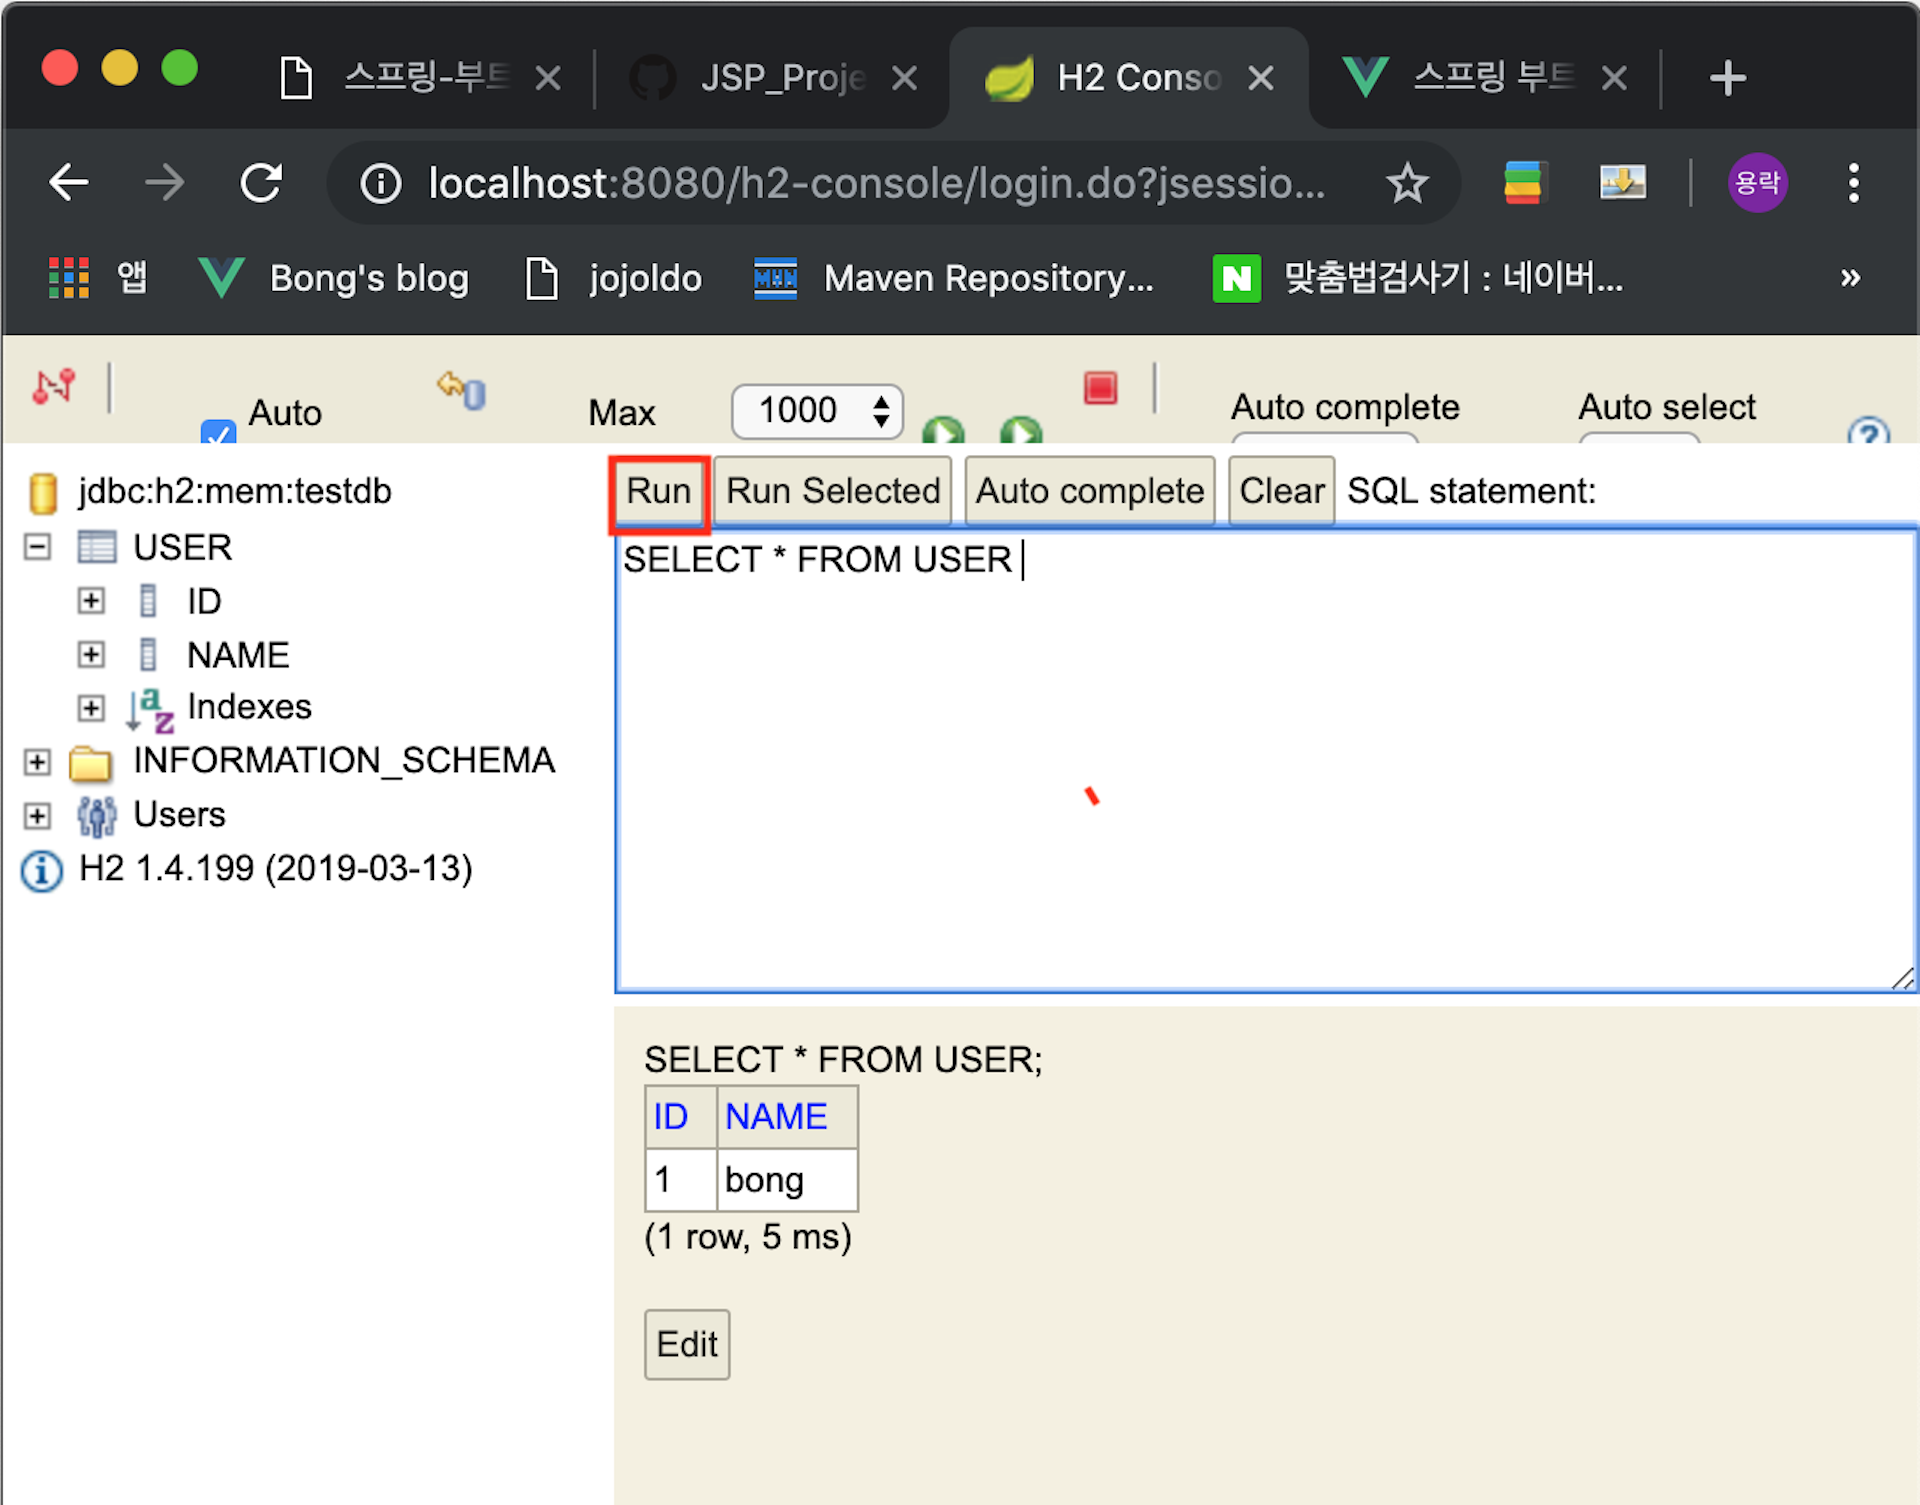 스프링-부트
JSP_Proje
H2 Conso
스프링 부트
localhost:8080/h2-console/login.do?jsessio...
용락
앱
Bong's blog
jojoldo
MVN
Maven Repository...
N
맞춤법검사기 : 네이버...
»
Auto
Max
1000
Auto complete
Auto select
jdbc:h2:mem:testdb
USER
ID
NAME
Indexes
INFORMATION_SCHEMA
Users
H2 1.4.199 (2019-03-13)
Run
Run Selected
Auto complete
Clear
SQL statement:
SELECT * FROM USER
SELECT * FROM USER;
ID NAME
1 bong
(1 row, 5 ms)
Edit